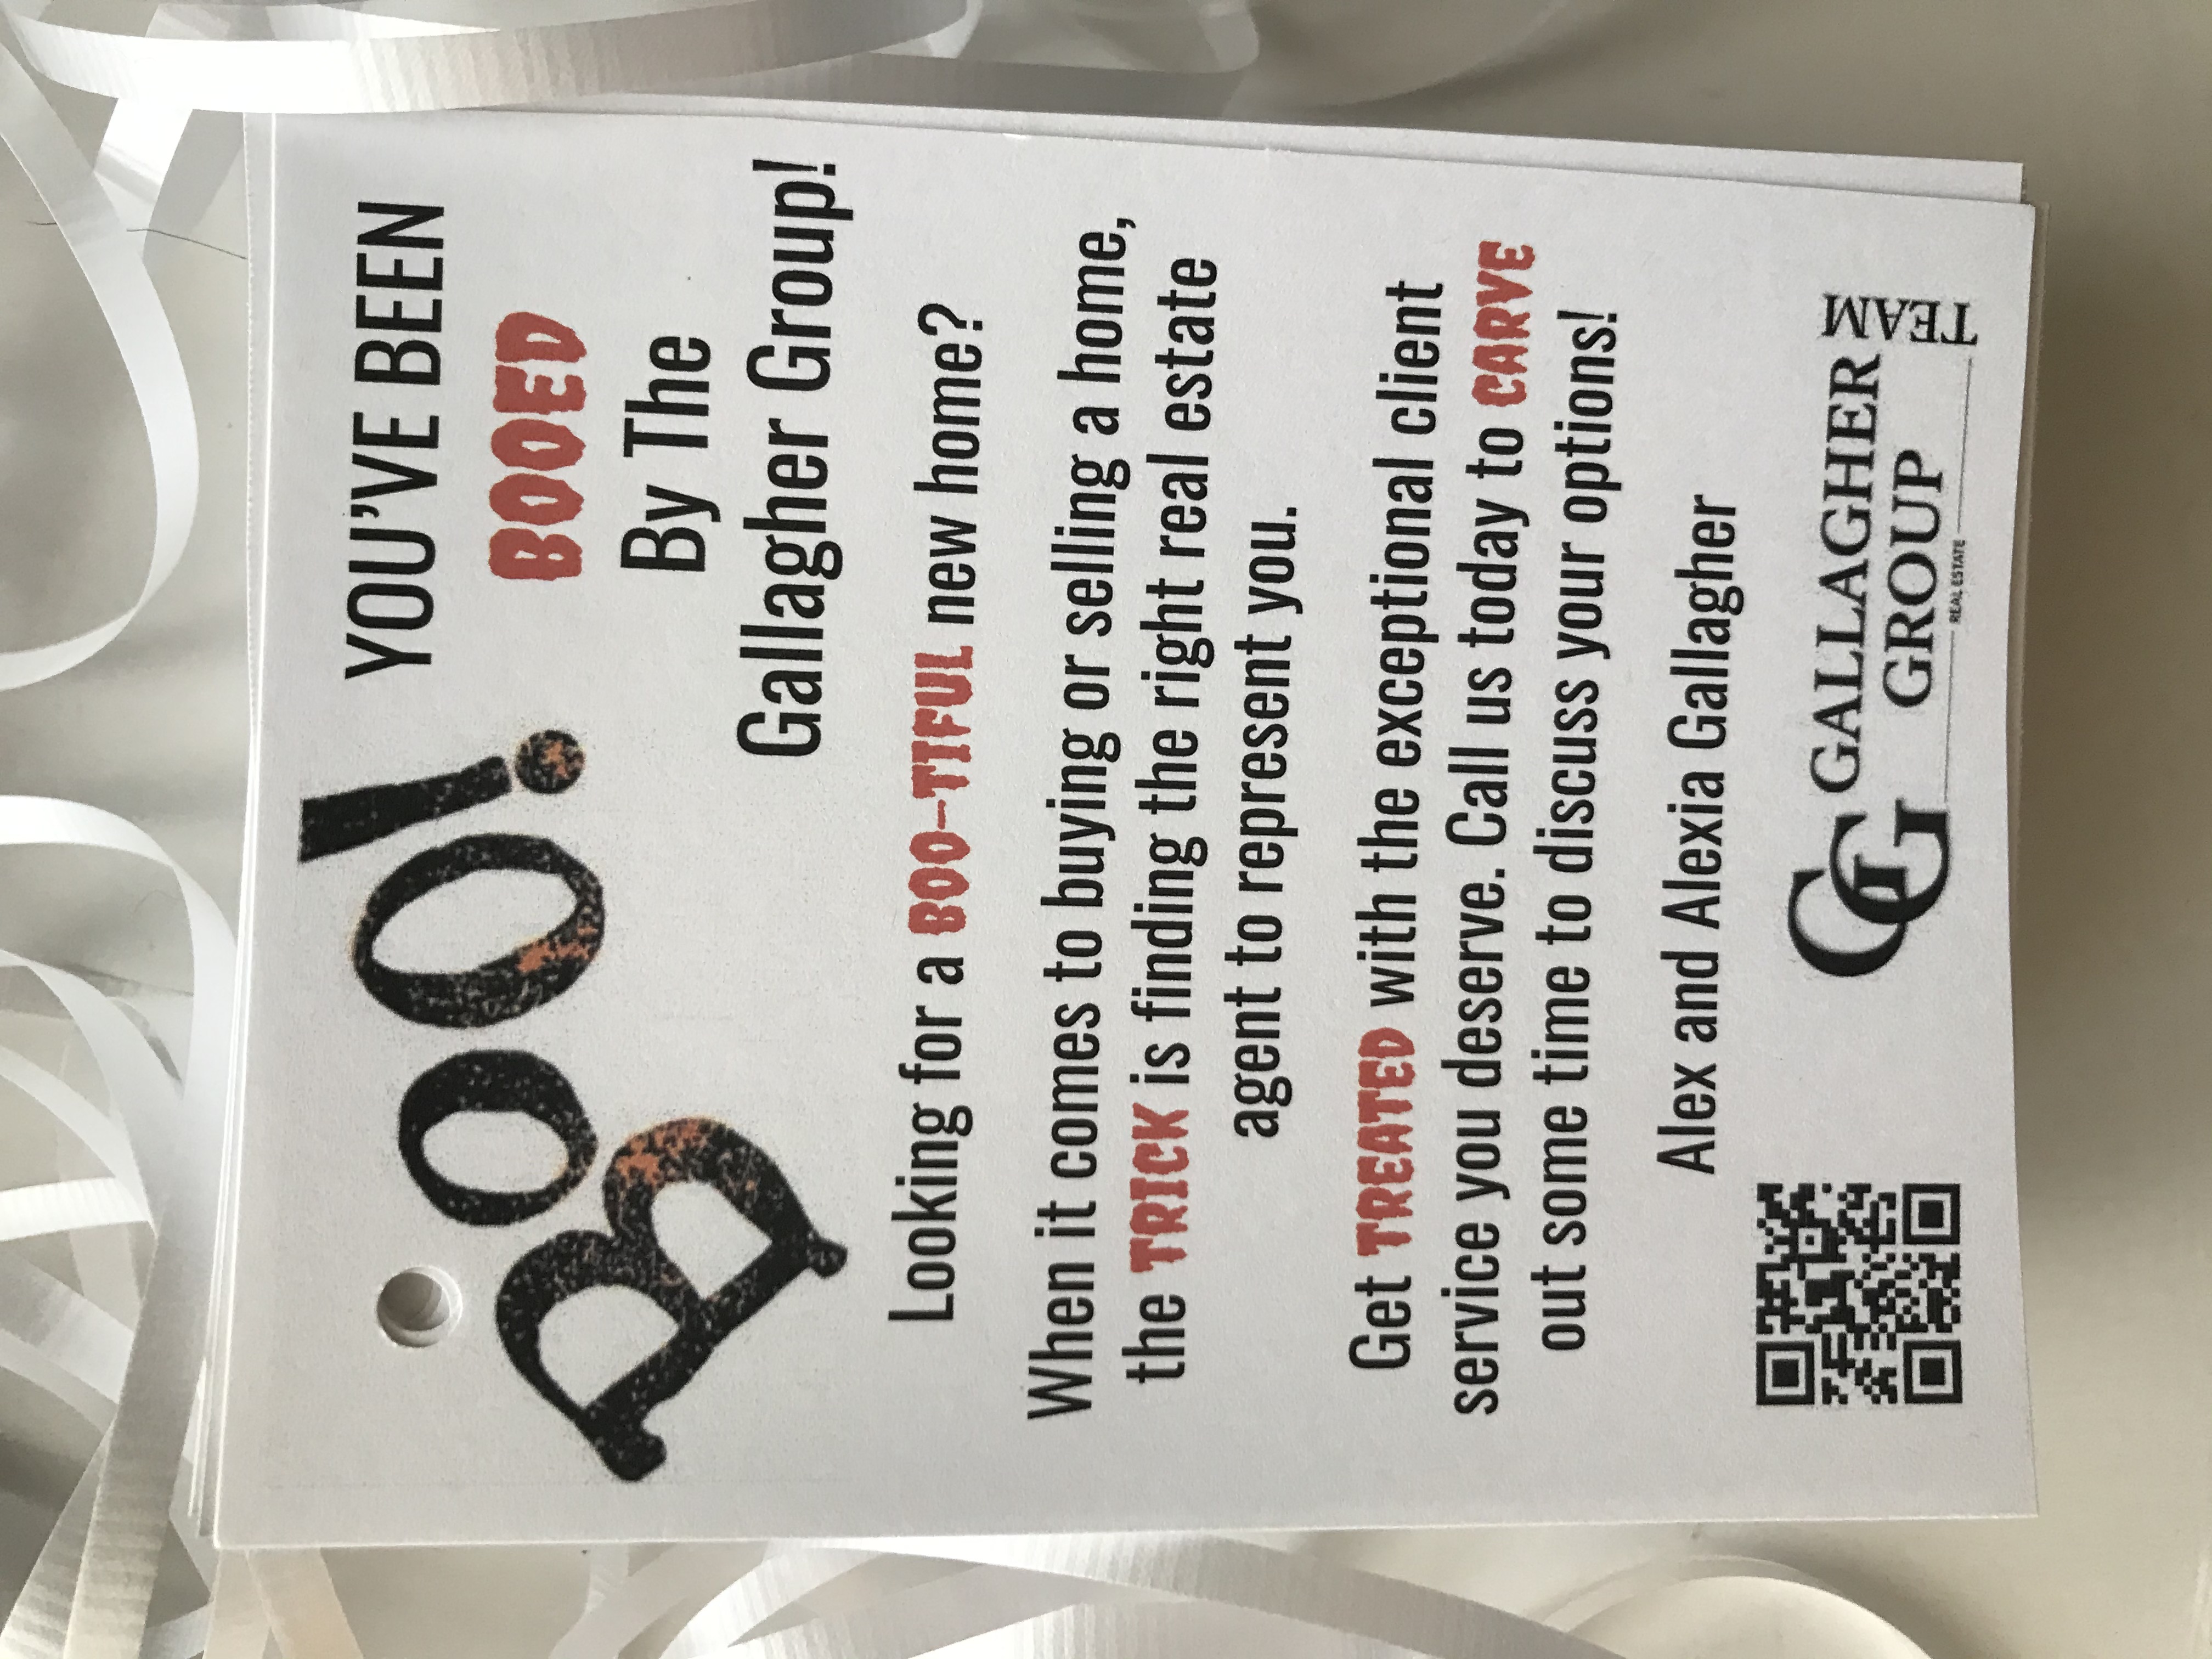 Boo!
YOU'VE BEEN
BOOED
By The
Gallagher Group!
Looking for a BOO-TIFUL new home?
When it comes to buying or selling a home,
the TRICK is finding the right real estate
agent to represent you.
Get TREATED with the exceptional client
service you deserve. Call us today to CARVE
out some time to discuss your options!
Alex and Alexia Gallagher
GG
GALLAGHER
GROUP
TEAM
REAL ESTATE